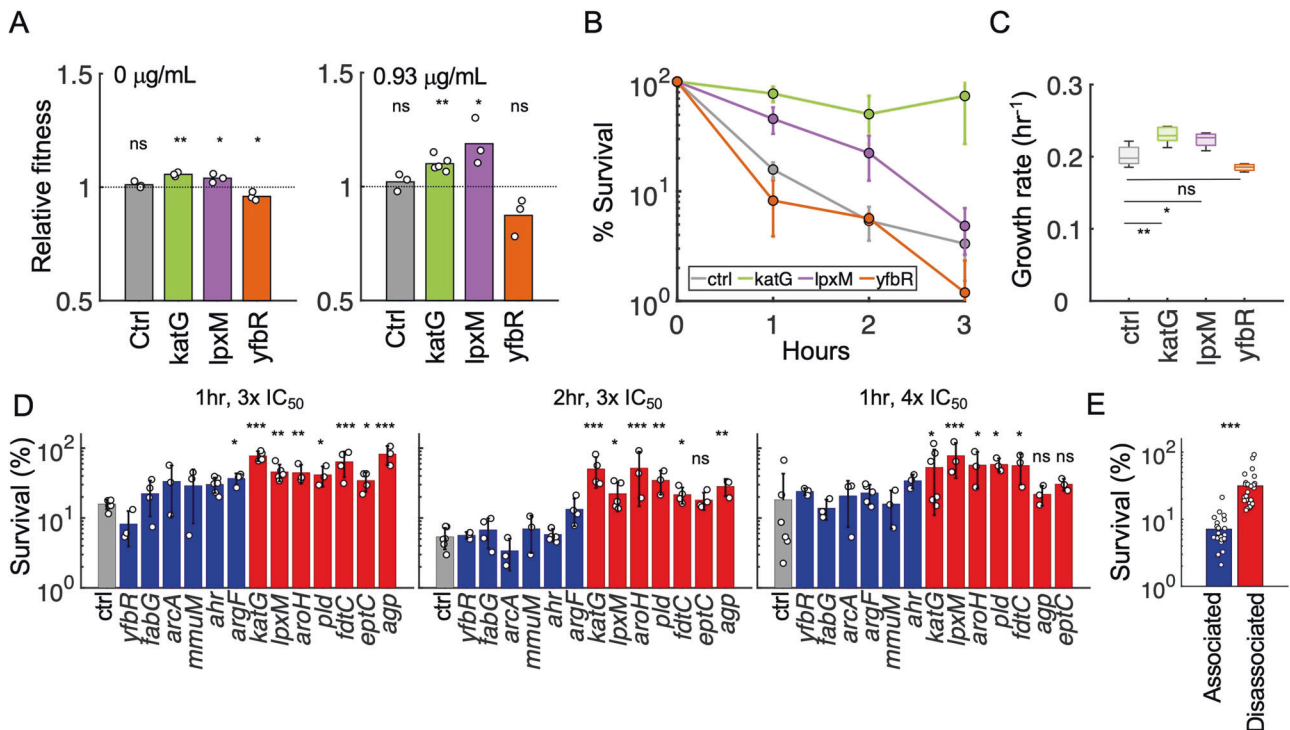 A
1.5
1
0.5
Relative fitness
0 µg/mL
ns
**
*
*
Ctrl
katG
lpxM
yfbR
1.5
1
0.5
0.93 µg/mL
ns
**
*
ns
Ctrl
katG
lpxM
yfbR
B
% Survival
10²
10¹
10⁰
ctrl katG lpxM yfbR
0 1 2 3
Hours
C
Growth rate (hr⁻¹)
0.3
0.2
0.1
0
ns
*
**
ctrl
katG
lpxM
yfbR
D
Survival (%)
10²
10¹
10⁰
1hr, 3x IC₅₀
* *** ** ** * *** * ***
ctrl
yfbR
fabG
arcA
mmuM
ahr
argF
katG
lpxM
aroH
pld
fdtC
eptC
agp
2hr, 3x IC₅₀
*** * *** ** * ns **
ctrl
yfbR
fabG
arcA
mmuM
ahr
argF
katG
lpxM
aroH
pld
fdtC
eptC
agp
1hr, 4x IC₅₀
* *** * * * ns ns
ctrl
yfbR
fabG
arcA
argF
mmuM
ahr
katG
lpxM
aroH
pld
fdtC
agp
eptC
E
Survival (%)
10²
10¹
10⁰
***
Associated
Disassociated